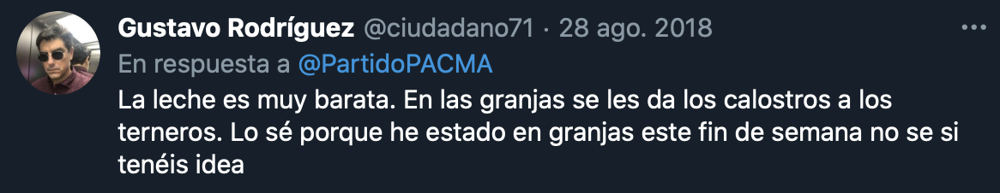 Gustavo Rodríguez @ciudadano71 · 28 ago. 2018
En respuesta a @PartidoPACMA
La leche es muy barata. En las granjas se les da los calostros a los
terneros. Lo sé porque he estado en granjas este fin de semana no se si
tenéis idea